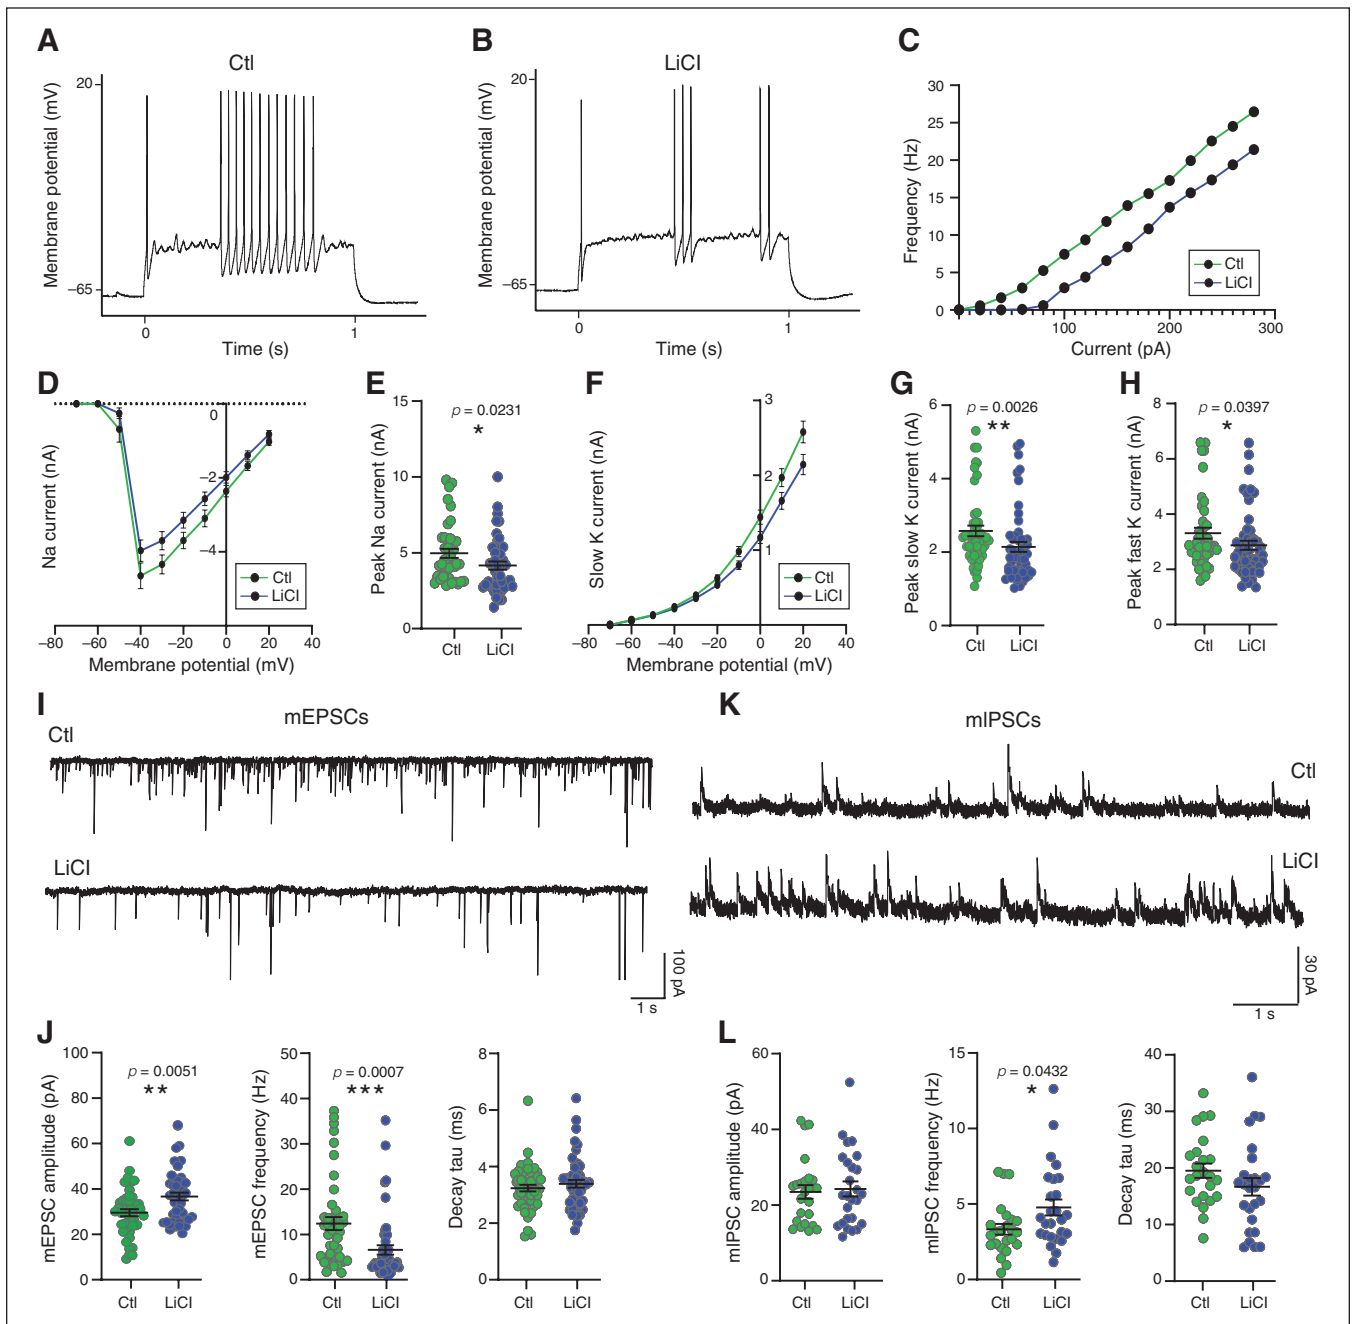 A
Ctl
Membrane potential (mV)
20
−65
0
1
Time (s)
B
LiCl
Membrane potential (mV)
20
−65
0
1
Time (s)
C
Frequency (Hz)
30
25
20
15
10
5
0
100
200
300
Current (pA)
Ctl
LiCl
D
Na current (nA)
0
−2
−4
−80
−60
−40
−20
0
20
40
Membrane potential (mV)
Ctl
LiCl
E
Peak Na current (nA)
15
10
5
0
p = 0.0231
*
Ctl
LiCl
F
Slow K current (nA)
3
2
1
−80
−60
−40
−20
0
20
40
Membrane potential (mV)
Ctl
LiCl
G
Peak slow K current (nA)
6
4
2
0
p = 0.0026
**
Ctl
LiCl
H
Peak fast K current (nA)
8
6
4
2
0
p = 0.0397
*
Ctl
LiCl
I
mEPSCs
Ctl
LiCl
100 pA
1 s
K
mIPSCs
Ctl
LiCl
30 pA
1 s
J
mEPSC amplitude (pA)
100
80
60
40
20
0
p = 0.0051
**
Ctl
LiCl
mEPSC frequency (Hz)
50
40
30
20
10
0
p = 0.0007
***
Ctl
LiCl
Decay tau (ms)
8
6
4
2
0
Ctl
LiCl
L
mIPSC amplitude (pA)
60
40
20
0
Ctl
LiCl
mIPSC frequency (Hz)
15
10
5
0
p = 0.0432
*
Ctl
LiCl
Decay tau (ms)
40
30
20
10
0
Ctl
LiCl